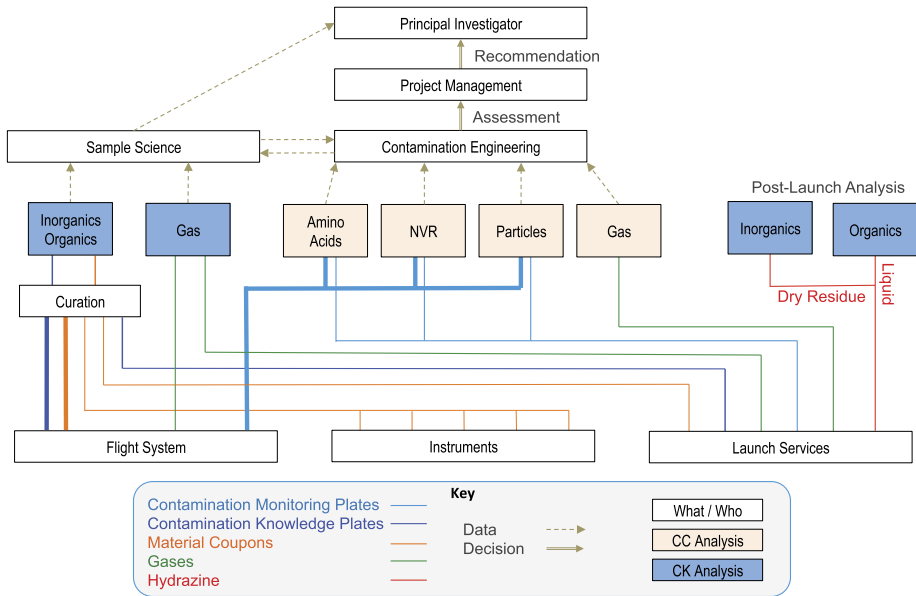 Principal Investigator
Recommendation
Project Management
Assessment
Sample Science
Contamination Engineering
Post-Launch Analysis
Inorganics
Organics
Gas
Amino
Acids
NVR
Particles
Gas
Inorganics
Organics
Curation
Dry Residue
Liquid
Flight System
Instruments
Launch Services
Key
Contamination Monitoring Plates
Contamination Knowledge Plates
Material Coupons
Gases
Hydrazine
Data
Decision
What / Who
CC Analysis
CK Analysis